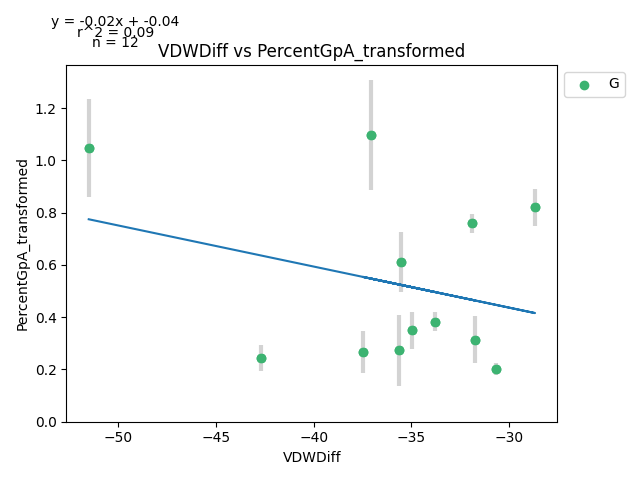 y = -0.02x + -0.04
r^2 = 0.09
n = 12
VDWDiff vs PercentGpA_transformed
G
PercentGpA_transformed
1.2
1.0
0.8
0.6
0.4
0.2
0.0
−50
−45
−40
−35
−30
VDWDiff